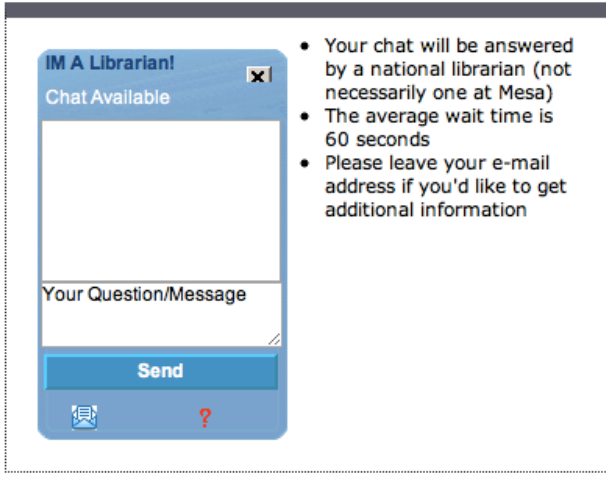 IM A Librarian!
Chat Available
Your Question/Message
Send
?
• Your chat will be answered
by a national librarian (not
necessarily one at Mesa)
• The average wait time is
60 seconds
• Please leave your e-mail
address if you'd like to get
additional information